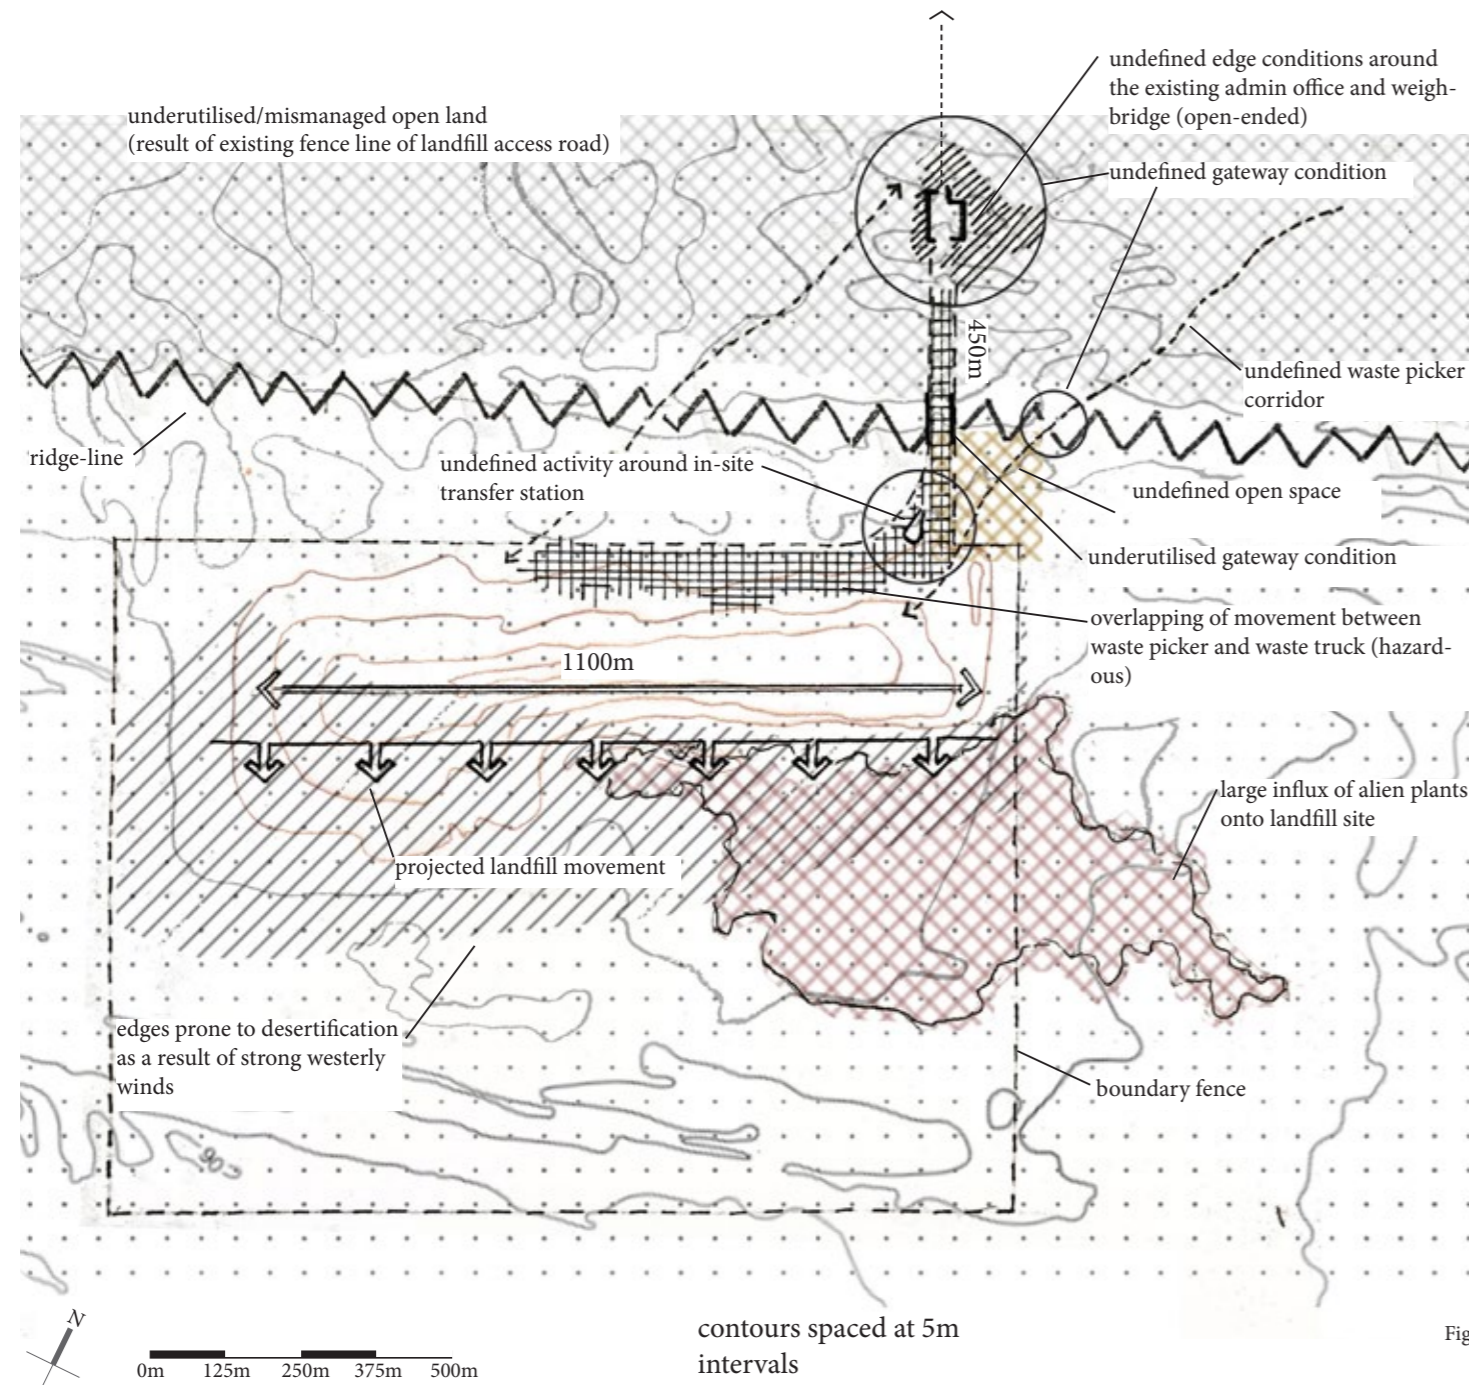 undefined edge conditions around
the existing admin office and weigh-
bridge (open-ended)
underutilised/mismanaged open land
(result of existing fence line of landfill access road)
undefined gateway condition
450m
undefined waste picker
corridor
ridge-line
undefined activity around in-site
transfer station
undefined open space
underutilised gateway condition
overlapping of movement between
waste picker and waste truck (hazard-
ous)
1100m
large influx of alien plants
onto landfill site
projected landfill movement
edges prone to desertification
as a result of strong westerly
winds
boundary fence
N
0m 125m 250m 375m 500m
contours spaced at 5m
intervals
Fig